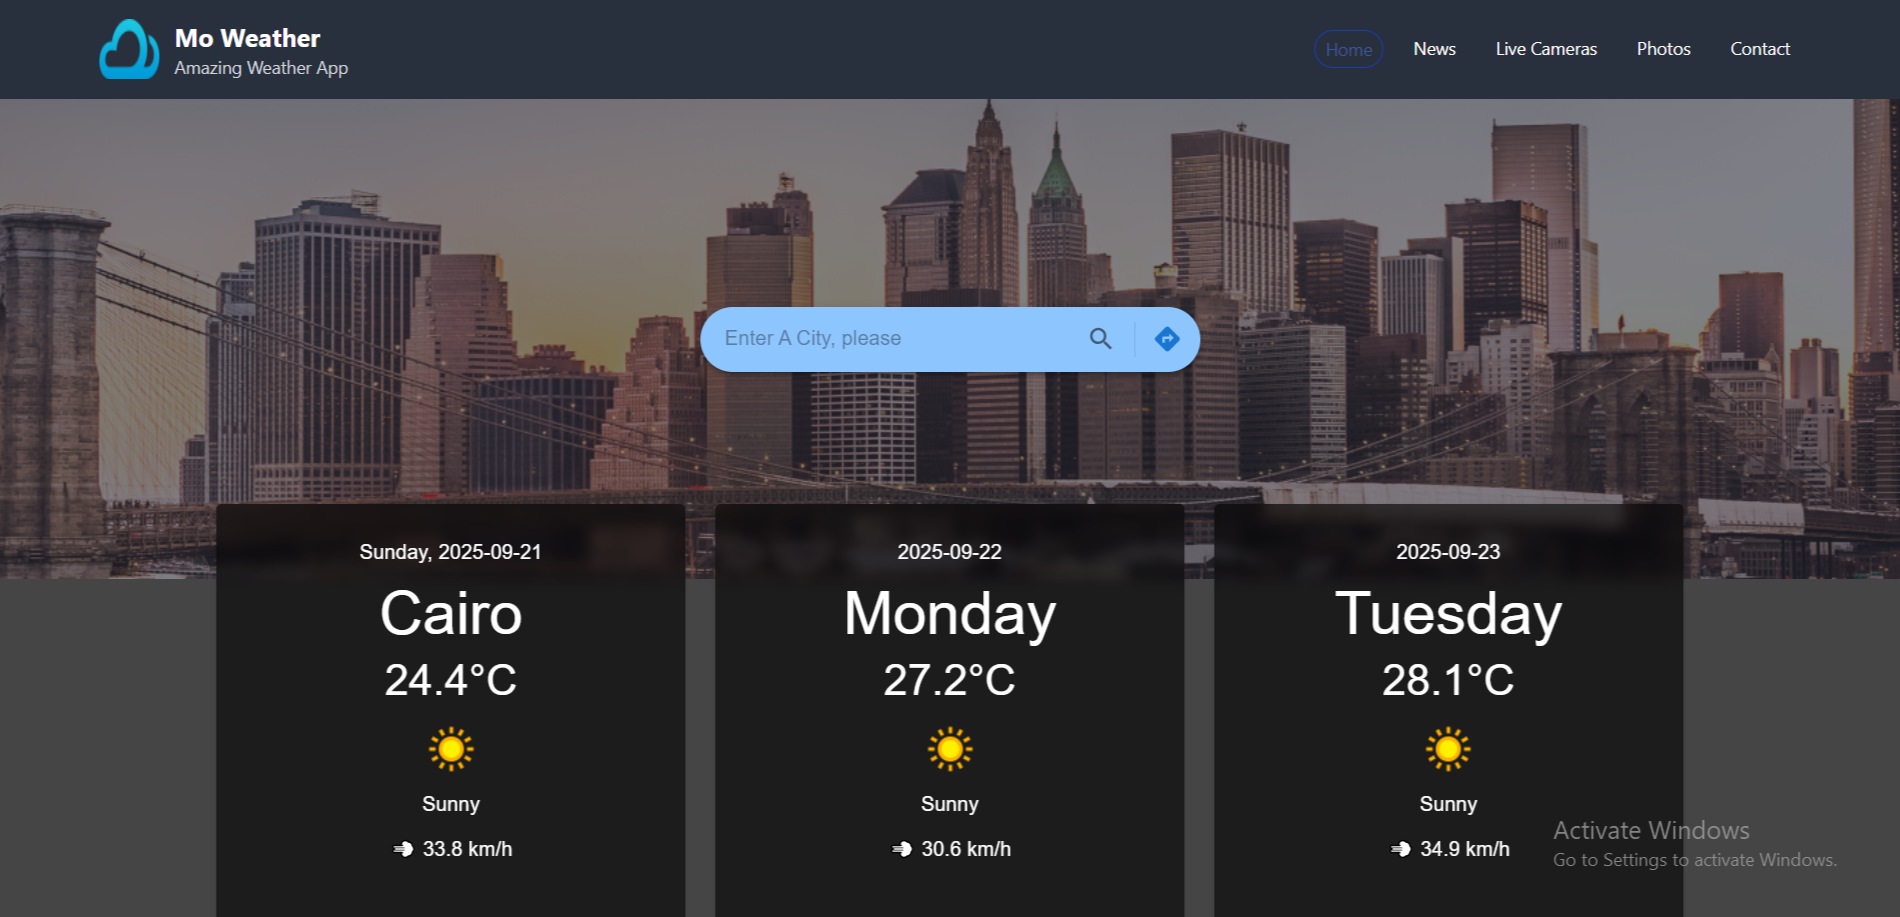 Mo Weather
Amazing Weather App
Home
News
Live Cameras
Photos
Contact
Enter A City, please
Sunday, 2025-09-21
Cairo
24.4°C
Sunny
33.8 km/h
2025-09-22
Monday
27.2°C
Sunny
30.6 km/h
2025-09-23
Tuesday
28.1°C
Sunny
34.9 km/h
Activate Windows
Go to Settings to activate Windows.